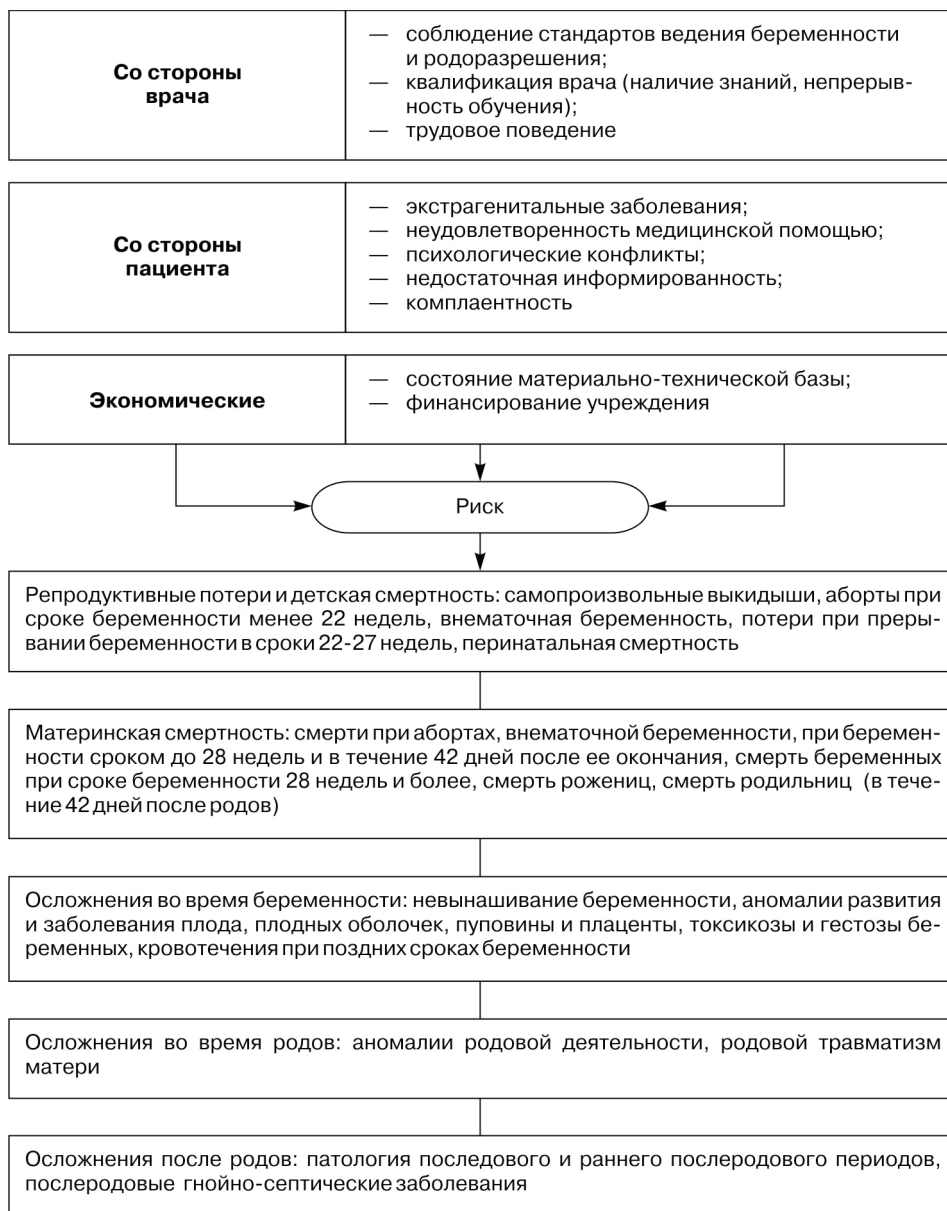 Со стороны
врача
— соблюдение стандартов ведения беременности
и родоразрешения;
— квалификация врача (наличие знаний, непрерыв-
ность обучения);
— трудовое поведение
Со стороны
пациента
— экстрагенитальные заболевания;
— неудовлетворенность медицинской помощью;
— психологические конфликты;
— недостаточная информированность;
— комплаентность
Экономические
— состояние материально-технической базы;
— финансирование учреждения
Риск
Репродуктивные потери и детская смертность: самопроизвольные выкидыши, аборты при
сроке беременности менее 22 недель, внематочная беременность, потери при преры-
вании беременности в сроки 22-27 недель, перинатальная смертность
Материнская смертность: смерти при абортах, внематочной беременности, при беремен-
ности сроком до 28 недель и в течение 42 дней после ее окончания, смерть беременных
при сроке беременности 28 недель и более, смерть рожениц, смерть родильниц (в тече-
ние 42 дней после родов)
Осложнения во время беременности: невынашивание беременности, аномалии развития
и заболевания плода, плодных оболочек, пуповины и плаценты, токсикозы и гестозы бе-
ременных, кровотечения при поздних сроках беременности
Осложнения во время родов: аномалии родовой деятельности, родовой травматизм
матери
Осложнения после родов: патология последового и раннего послеродового периодов,
послеродовые гнойно-септические заболевания